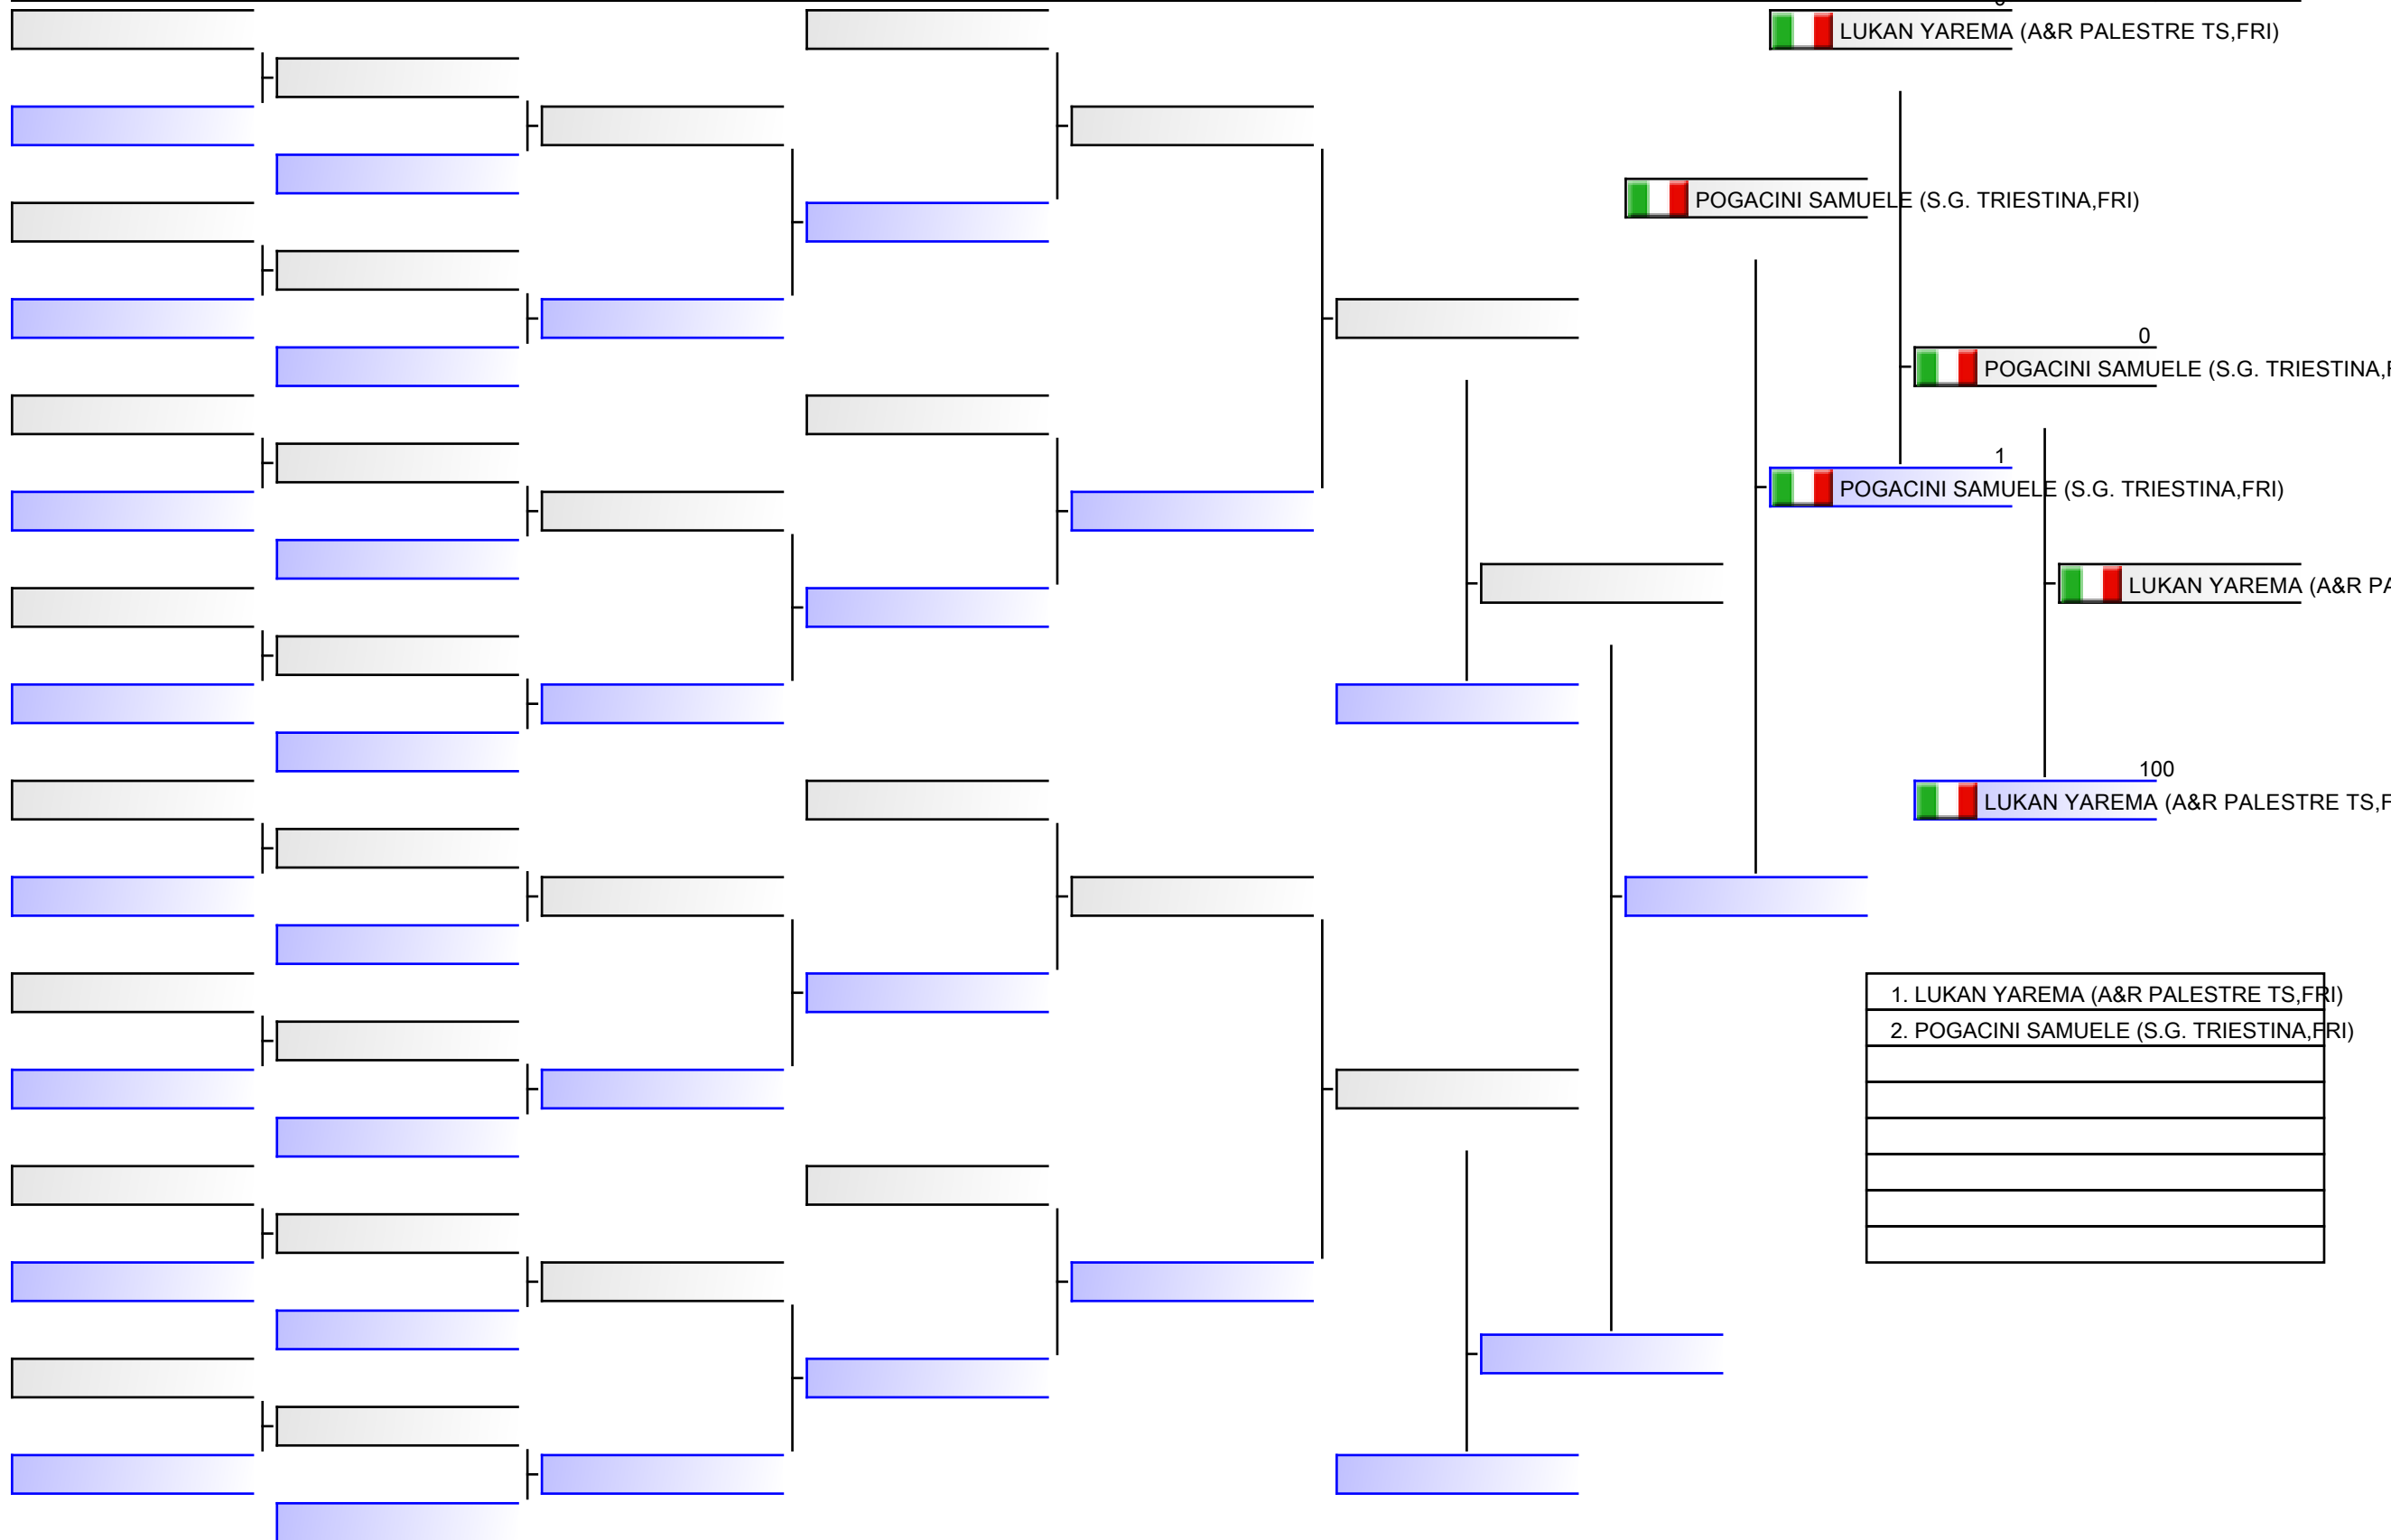 LUKAN YAREMA (A&R PALESTRE TS,FRI)
POGACINI SAMUELE (S.G. TRIESTINA,FRI)
0
POGACINI SAMUELE (S.G. TRIESTINA,F
1
POGACINI SAMUELE (S.G. TRIESTINA,FRI)
LUKAN YAREMA (A&R PA
100
LUKAN YAREMA (A&R PALESTRE TS,F
1. LUKAN YAREMA (A&R PALESTRE TS,FRI)
2. POGACINI SAMUELE (S.G. TRIESTINA,FRI)